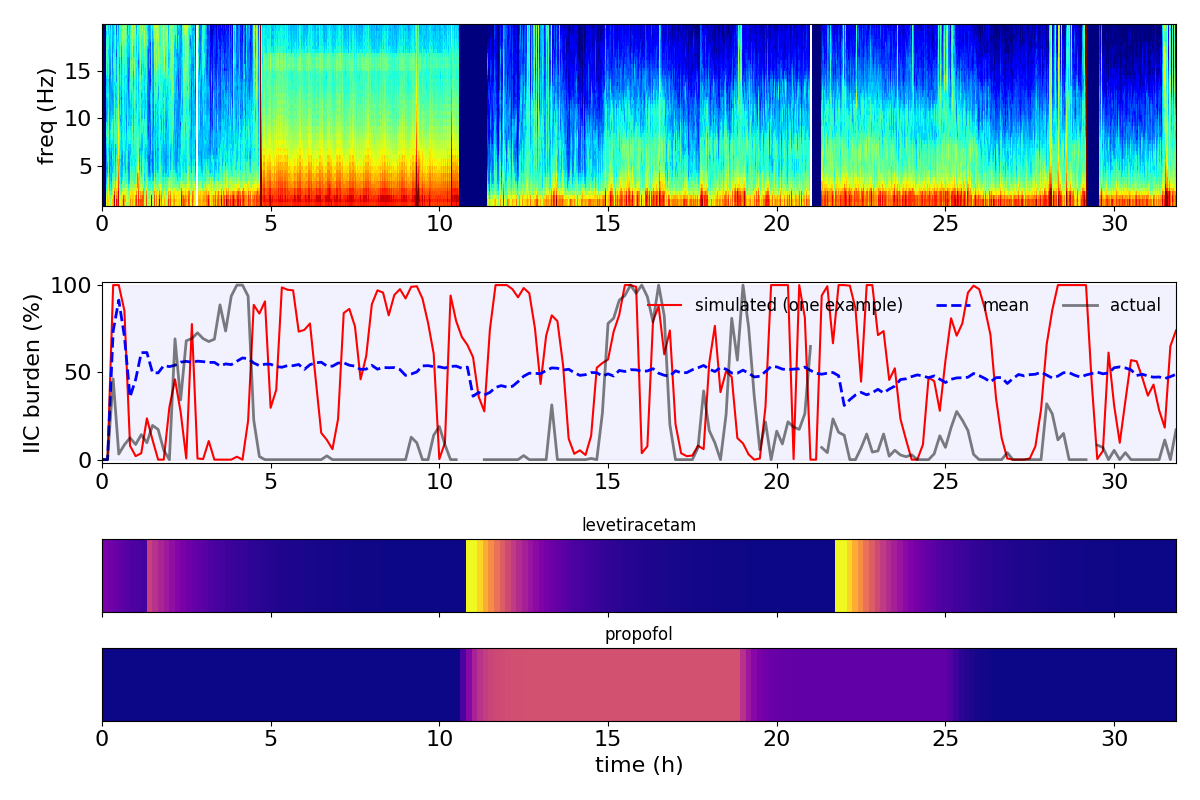 freq (Hz)
15
10
5
0 5 10 15 20 25 30
IIC burden (%)
100
50
0
simulated (one example) mean actual
0 5 10 15 20 25 30
levetiracetam
propofol
0 5 10 15 20 25 30
time (h)